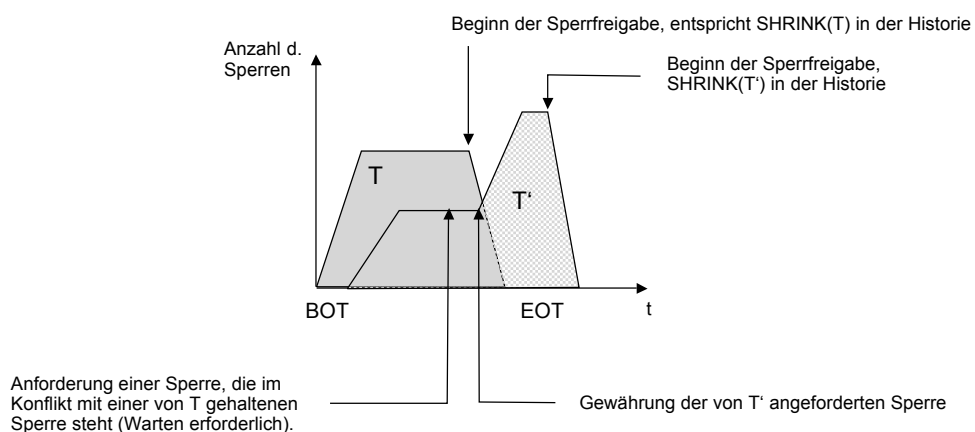 Beginn der Sperrfreigabe, entspricht SHRINK(T) in der Historie
Anzahl d.
Sperren
Beginn der Sperrfreigabe,
SHRINK(T‘) in der Historie
T
T‘
BOT
EOT
t
Anforderung einer Sperre, die im
Konflikt mit einer von T gehaltenen
Sperre steht (Warten erforderlich).
Gewährung der von T‘ angeforderten Sperre